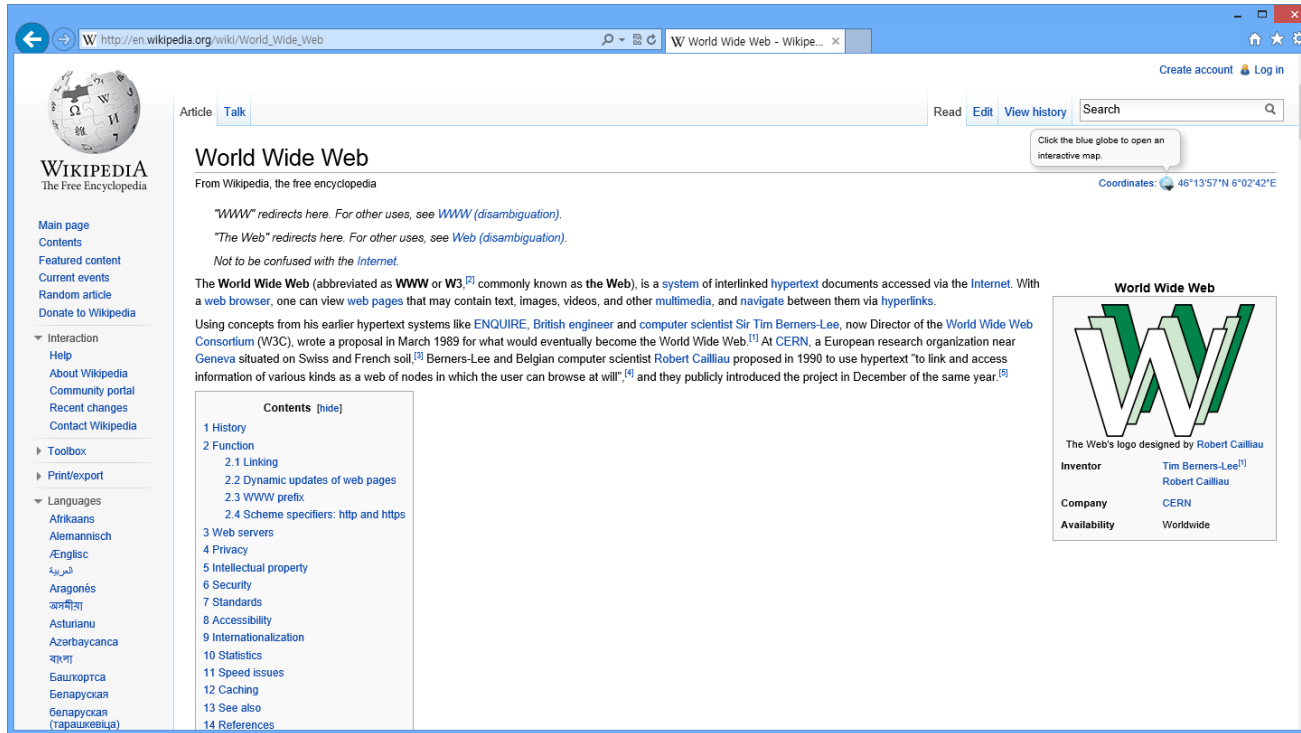 http://en.wikipedia.org/wiki/World_Wide_Web
World Wide Web - Wikipe...
Create account Log in
WIKIPEDIA
The Free Encyclopedia
Main page
Contents
Featured content
Current events
Random article
Donate to Wikipedia
Interaction
Help
About Wikipedia
Community portal
Recent changes
Contact Wikipedia
Toolbox
Print/export
Languages
Afrikaans
Alemannisch
Ænglisc
العربية
Aragonés
অসমীয়া
Asturianu
Azərbaycanca
বাংলা
Башкортса
Беларуская
беларуская
(тарашкевіца)
Article Talk
Read Edit View history Search
Click the blue globe to open an
interactive map.
World Wide Web
From Wikipedia, the free encyclopedia
Coordinates: 46°13′57″N 6°02′42″E
"WWW" redirects here. For other uses, see WWW (disambiguation).
"The Web" redirects here. For other uses, see Web (disambiguation).
Not to be confused with the Internet.
The World Wide Web (abbreviated as WWW or W3,[2] commonly known as the Web), is a system of interlinked hypertext documents accessed via the Internet. With
a web browser, one can view web pages that may contain text, images, videos, and other multimedia, and navigate between them via hyperlinks.
Using concepts from his earlier hypertext systems like ENQUIRE, British engineer and computer scientist Sir Tim Berners-Lee, now Director of the World Wide Web
Consortium (W3C), wrote a proposal in March 1989 for what would eventually become the World Wide Web.[1] At CERN, a European research organization near
Geneva situated on Swiss and French soil,[3] Berners-Lee and Belgian computer scientist Robert Cailliau proposed in 1990 to use hypertext "to link and access
information of various kinds as a web of nodes in which the user can browse at will",[4] and they publicly introduced the project in December of the same year.[5]
Contents [hide]
1 History
2 Function
2.1 Linking
2.2 Dynamic updates of web pages
2.3 WWW prefix
2.4 Scheme specifiers: http and https
3 Web servers
4 Privacy
5 Intellectual property
6 Security
7 Standards
8 Accessibility
9 Internationalization
10 Statistics
11 Speed issues
12 Caching
13 See also
14 References
World Wide Web
The Web's logo designed by Robert Cailliau
Inventor Tim Berners-Lee[1]
Robert Cailliau
Company CERN
Availability Worldwide